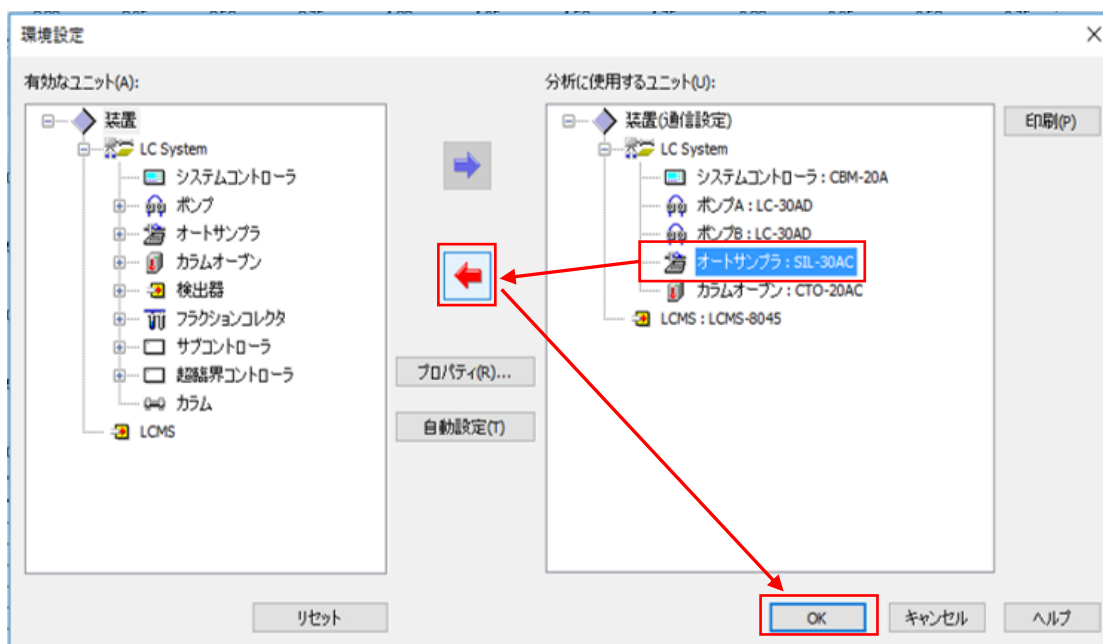 環境設定
有効なユニット(A):
装置
LC System
システムコントローラ
ポンプ
オートサンプラ
カラムオーブン
検出器
フラクションコレクタ
サブコントローラ
超臨界コントローラ
カラム
LCMS
プロパティ(R)...
自動設定(T)
分析に使用するユニット(U):
装置(通信設定)
LC System
システムコントローラ : CBM-20A
ポンプA : LC-30AD
ポンプB : LC-30AD
オートサンプラ : SIL-30AC
カラムオーブン : CTO-20AC
LCMS : LCMS-8045
印刷(P)
リセット
OK
キャンセル
ヘルプ